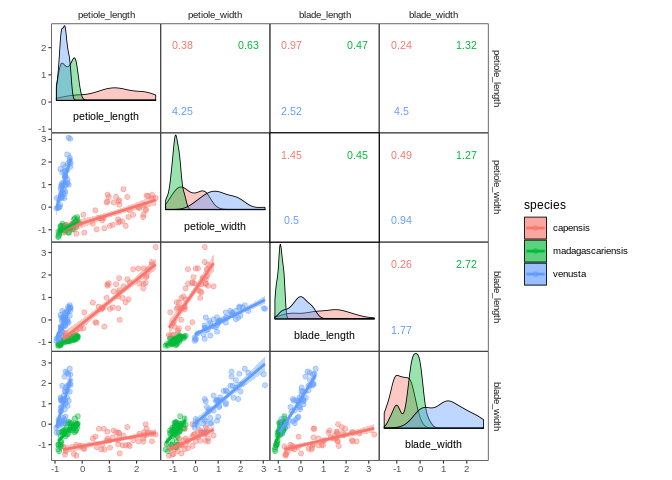 petiole_length petiole_width blade_length blade_width
2 0.38 0.63 0.97 0.47 0.24 1.32 petiole_length
1
0 petiole_length 4.25 2.52 4.5
-1
3 1.45 0.45 0.49 1.27 petiole_width
2
1
0 petiole_width 0.5 0.94
-1
3 0.26 2.72 blade_length
2
1
0 blade_length 1.77
-1
3 blade_width
2
1
0
-1 blade_width
-1 0 1 2 -1 0 1 2 3 -1 0 1 2 3 -1 0 1 2
species
capensis
madagascariensis
venusta